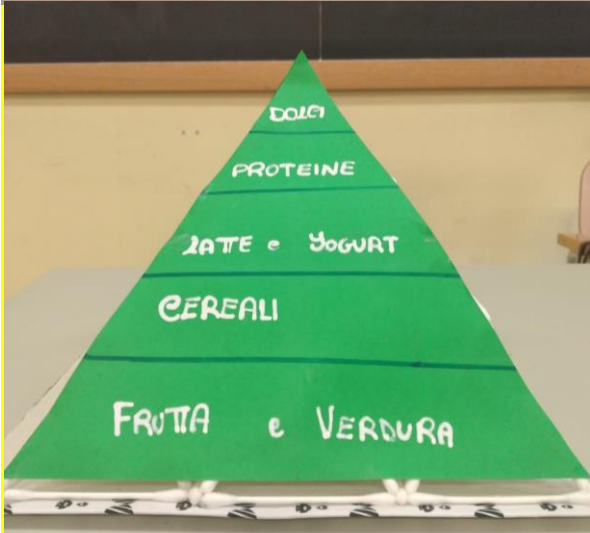 DOLCI
PROTEINE
LATTE e YOGURT
CEREALI
FRUTTA e VERDURA